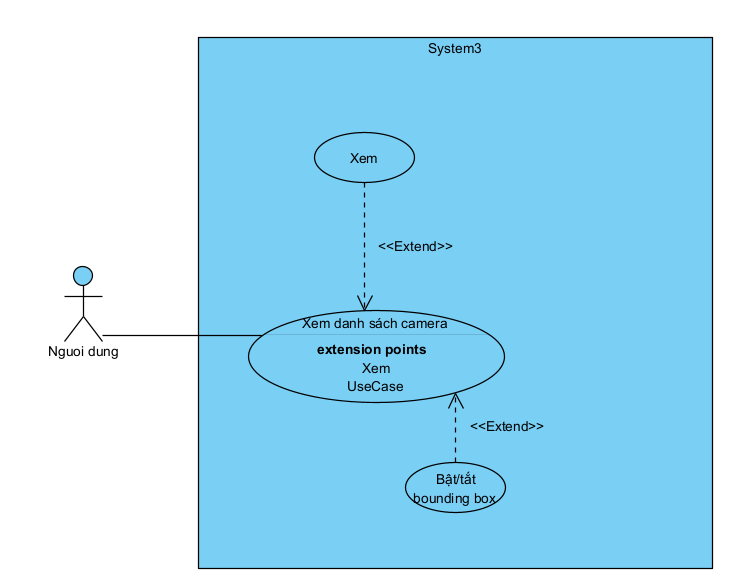 System3
Xem
<<Extend>>
Xem danh sách camera
extension points
Xem
UseCase
Nguoi dung
<<Extend>>
Bật/tắt
bounding box